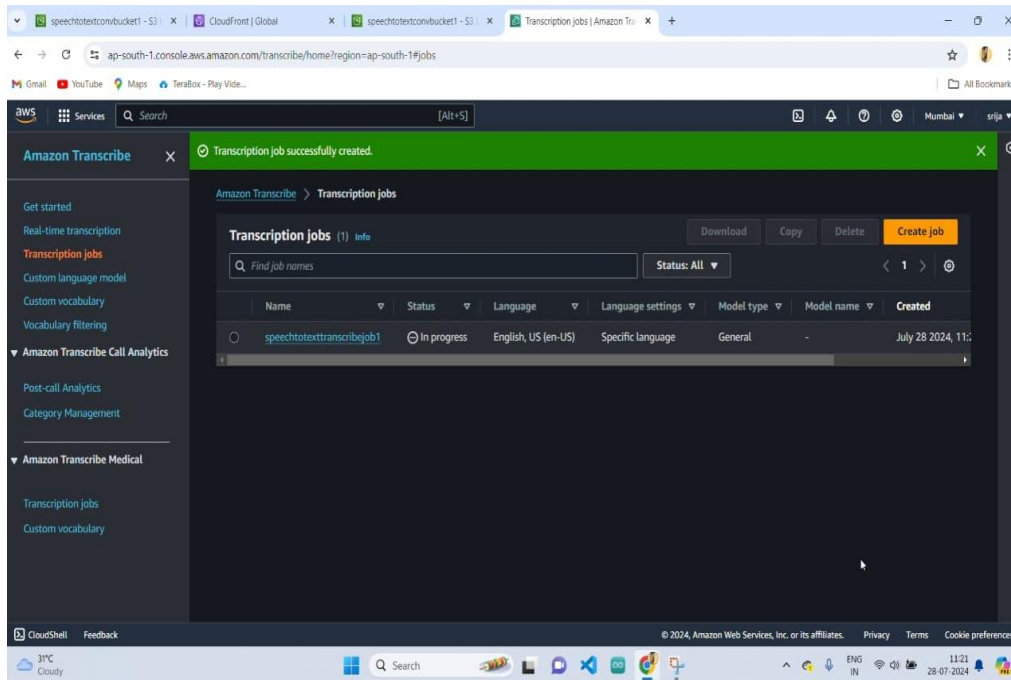 speechtotextconvbucket1 - S3
CloudFront | Global
speechtotextconvbucket1 - S3
Transcription jobs | Amazon Tra
ap-south-1.console.aws.amazon.com/transcribe/home?region=ap-south-1#jobs
Gmail YouTube Maps TeraBox - Play Vide...
All Bookmark
aws Services Search [Alt+S] Mumbai srija
Amazon Transcribe
Transcription job successfully created.
Amazon Transcribe > Transcription jobs
Get started
Real-time transcription
Transcription jobs
Custom language model
Custom vocabulary
Vocabulary filtering
Amazon Transcribe Call Analytics
Post-call Analytics
Category Management
Amazon Transcribe Medical
Transcription jobs
Custom vocabulary
Transcription jobs (1) Info
Download Copy Delete Create job
Find job names Status: All 1
Name Status Language Language settings Model type Model name Created
speechtotexttranscribejob1 In progress English, US (en-US) Specific language General - July 28 2024, 11:2
CloudShell Feedback © 2024, Amazon Web Services, Inc. or its affiliates. Privacy Terms Cookie preference
31°C
Cloudy
Search
ENG
IN
11:21
28-07-2024